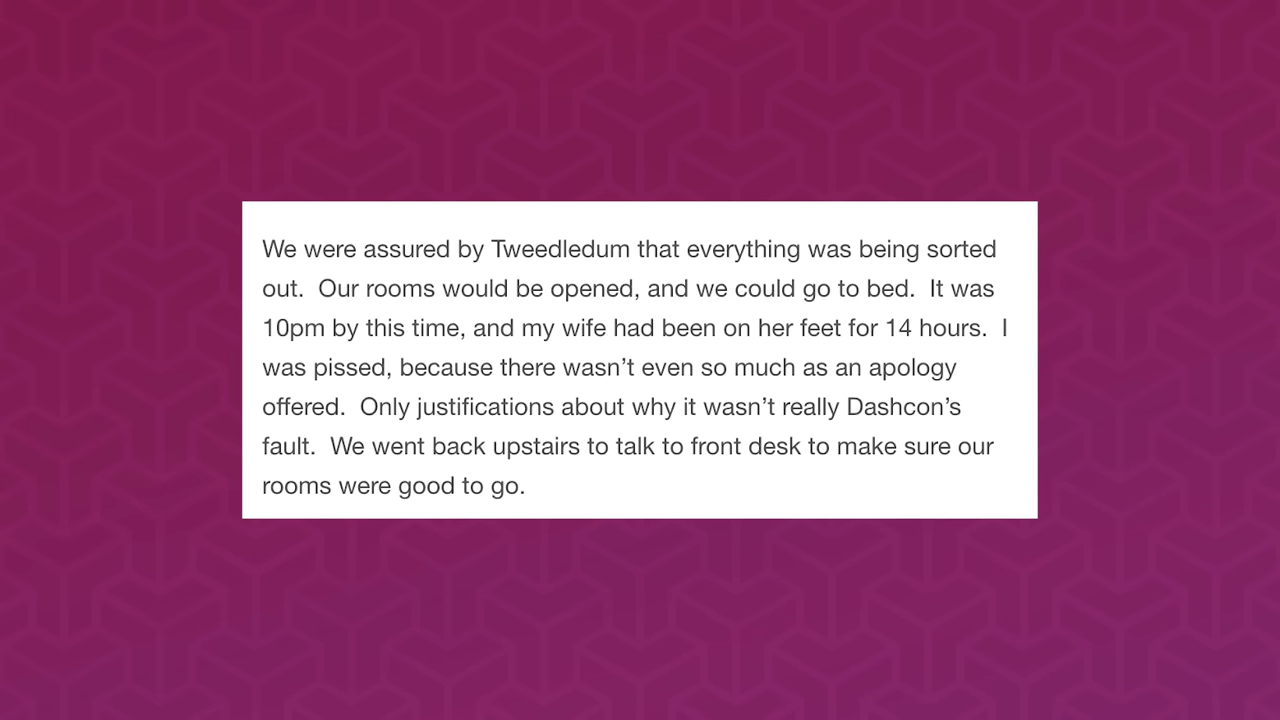 We were assured by Tweedledum that everything was being sorted
out.  Our rooms would be opened, and we could go to bed.  It was
10pm by this time, and my wife had been on her feet for 14 hours.  I
was pissed, because there wasn’t even so much as an apology
offered.  Only justifications about why it wasn’t really Dashcon’s
fault.  We went back upstairs to talk to front desk to make sure our
rooms were good to go.